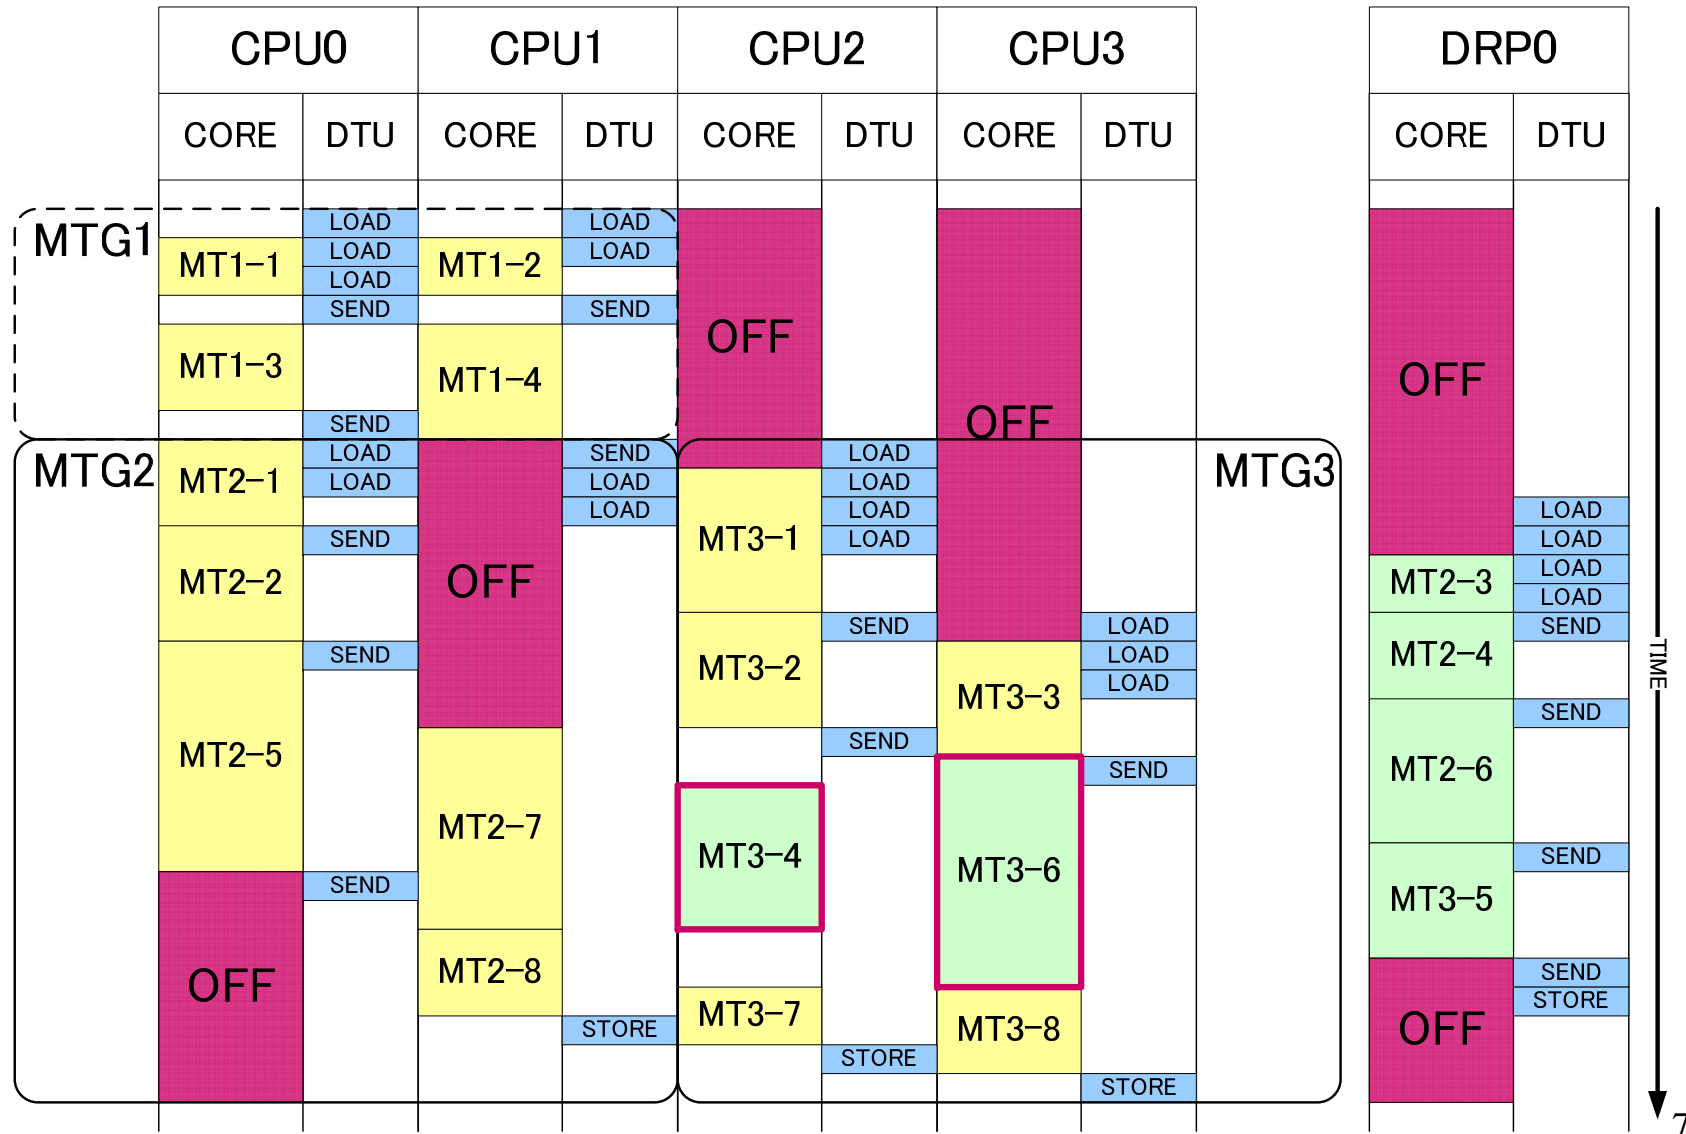 CPU0 CPU1 CPU2 CPU3 DRP0
CORE DTU CORE DTU CORE DTU CORE DTU CORE DTU
LOAD LOAD
MTG1
LOAD LOAD
MT1-1 MT1-2
LOAD
SEND SEND
OFF
MT1-3
MT1-4 OFF
SEND OFF
LOAD SEND LOAD
MTG2 MTG3
MT2-1
LOAD LOAD LOAD
LOAD LOAD LOAD
SEND LOAD LOAD
MT3-1
LOAD
MT2-2 OFF MT2-3
LOAD
SEND LOAD SEND
SEND LOAD
MT2-4
TIME
MT3-2
LOAD
MT3-3
SEND
SEND
MT2-5
SEND
MT2-6
MT2-7
MT3-4 SEND
MT3-6
SEND
MT3-5
MT2-8
SEND
OFF
STORE
MT3-7
STORE
MT3-8 OFF
STORE
STORE
7